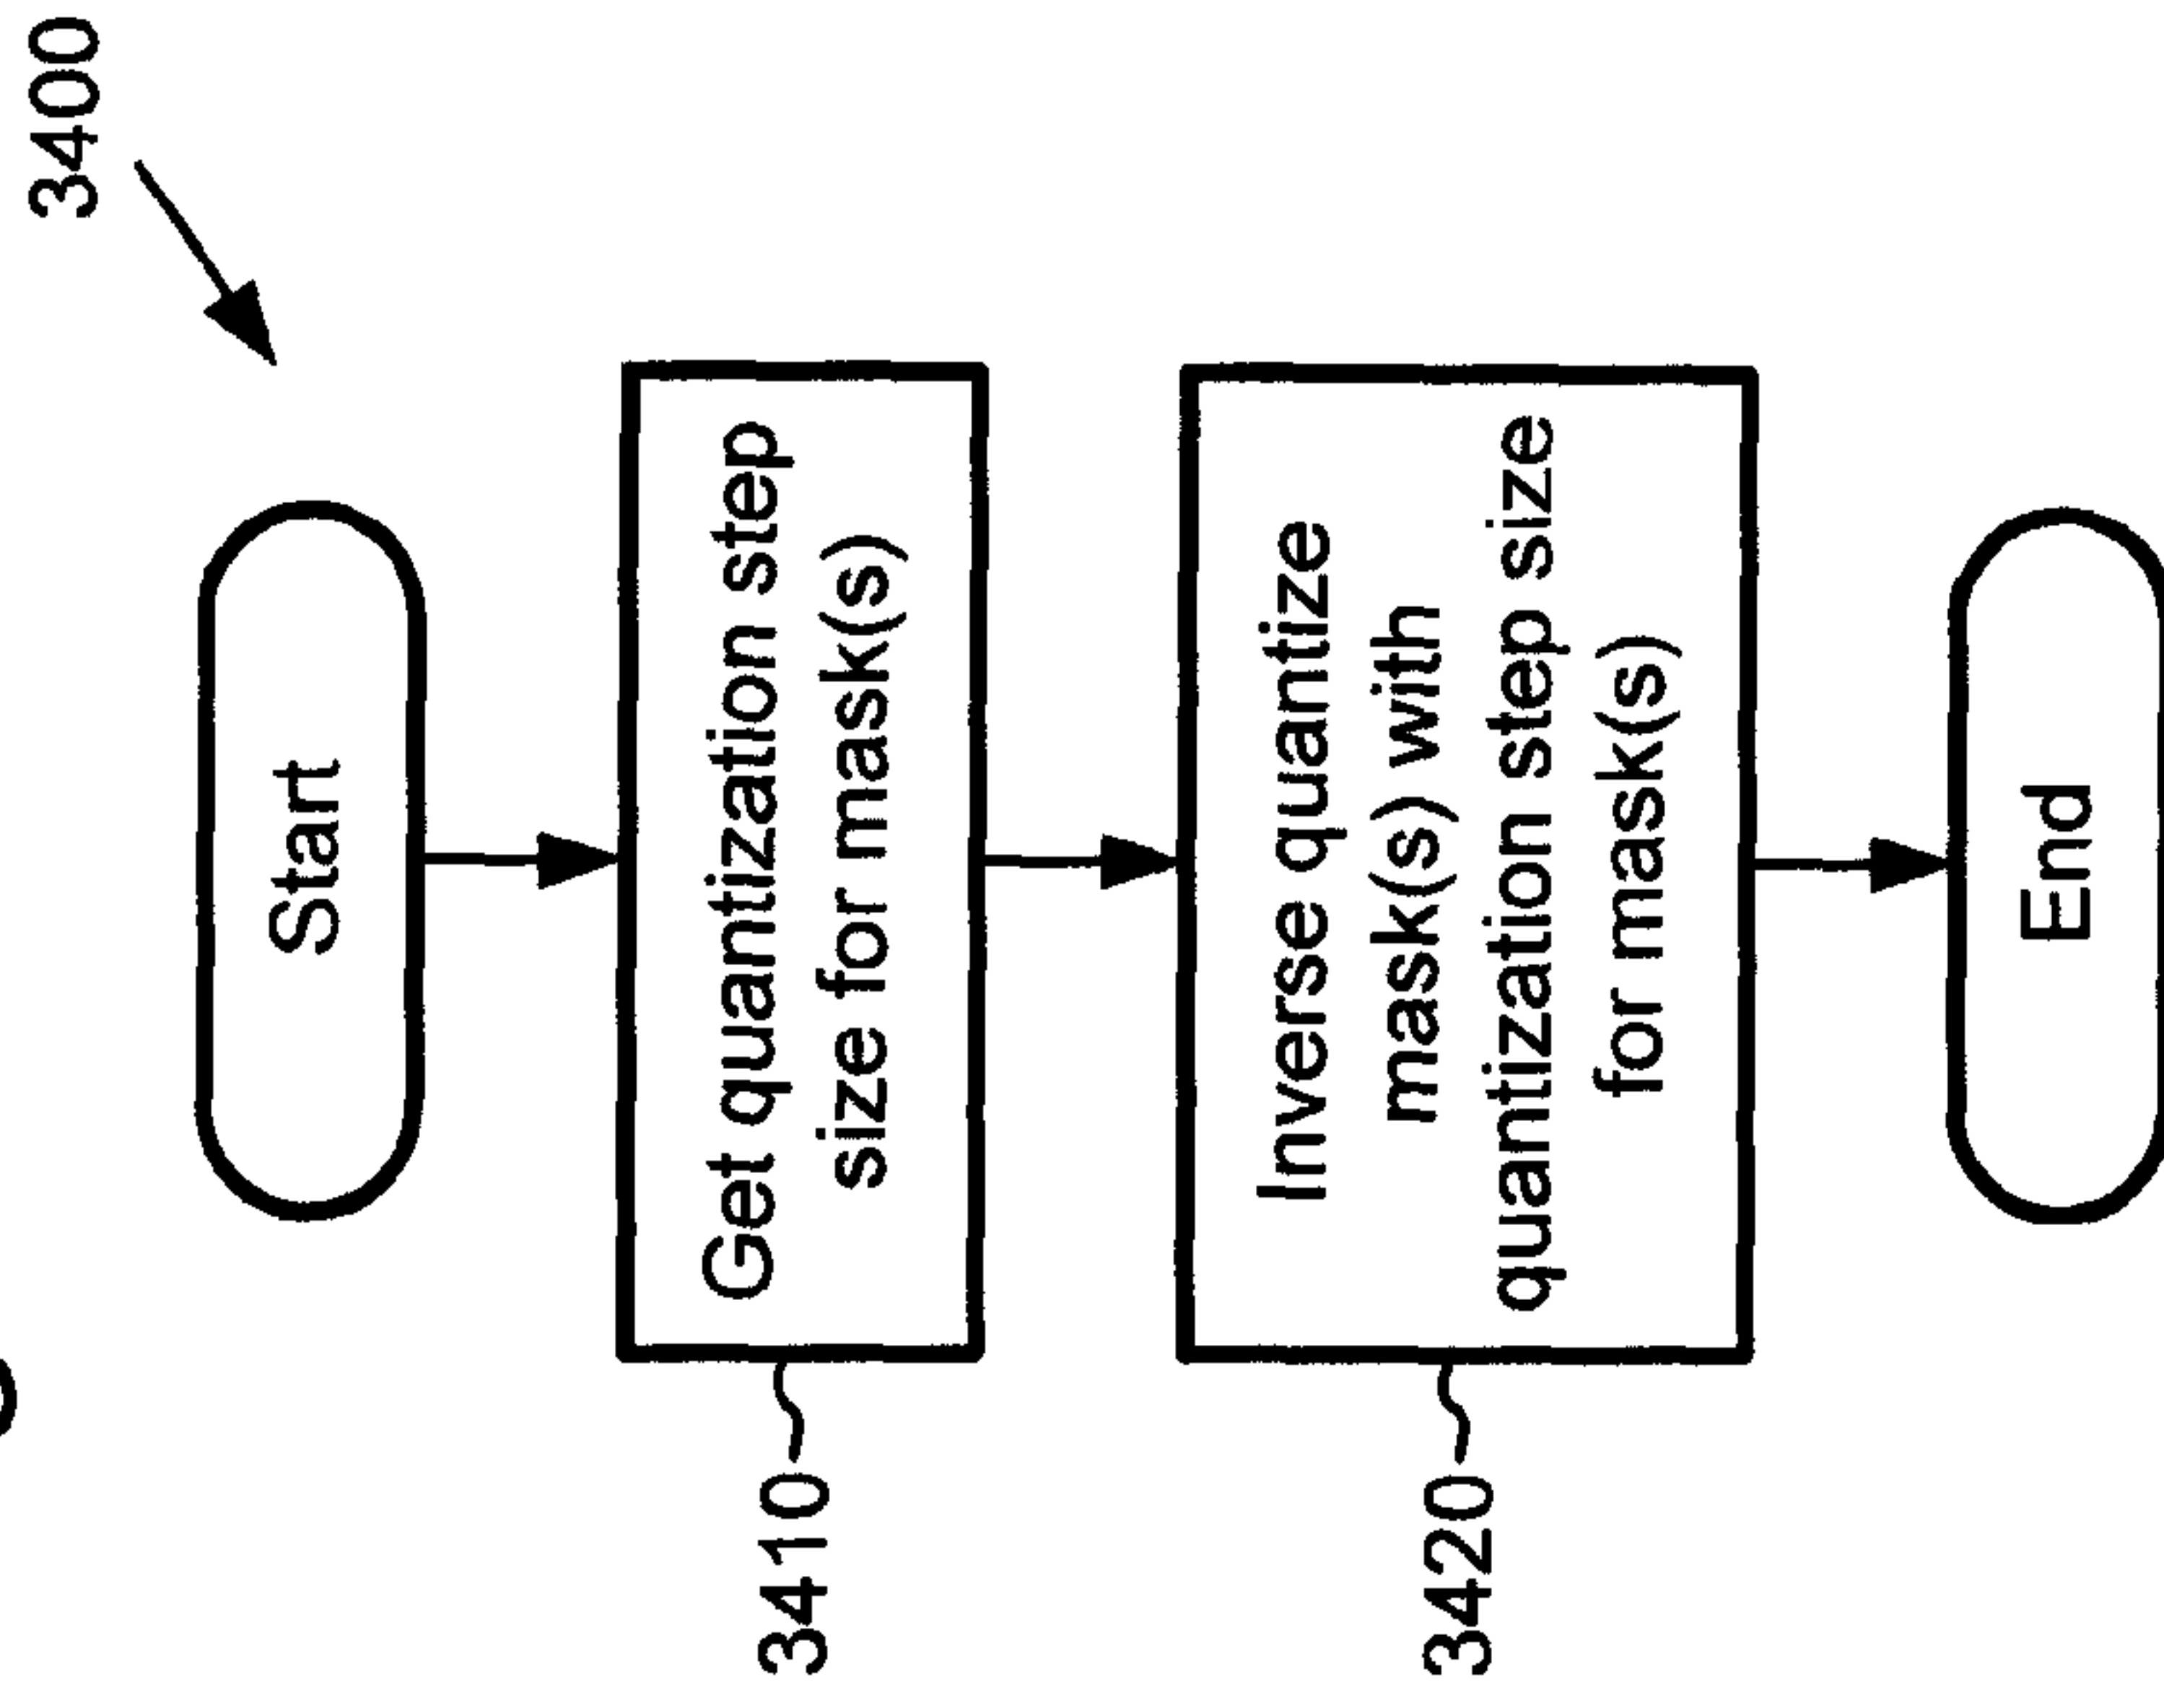 3400
Start
Get quantization step
size for mask(s)
3410
Inverse quantize
mask(s) with
quantization step size
for mask(s)
3420
End